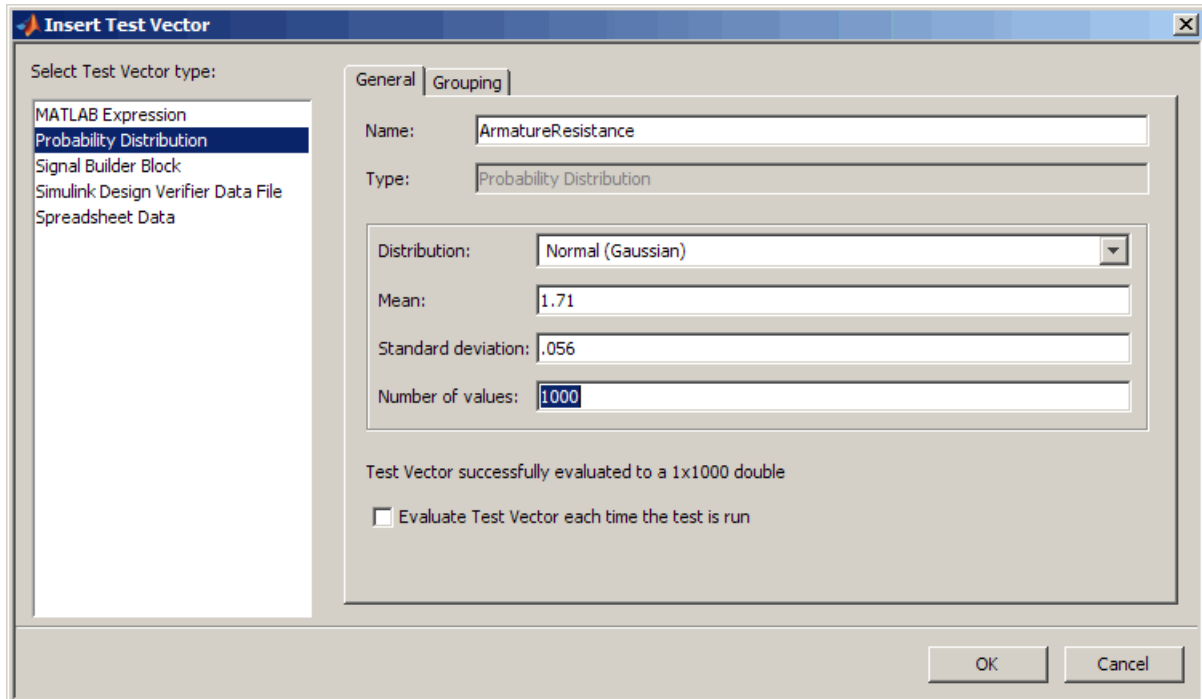 Insert Test Vector
Select Test Vector type:
MATLAB Expression
Probability Distribution
Signal Builder Block
Simulink Design Verifier Data File
Spreadsheet Data
General Grouping
Name: ArmatureResistance
Type: Probability Distribution
Distribution: Normal (Gaussian)
Mean: 1.71
Standard deviation: .056
Number of values: 1000
Test Vector successfully evaluated to a 1x1000 double
Evaluate Test Vector each time the test is run
OK Cancel